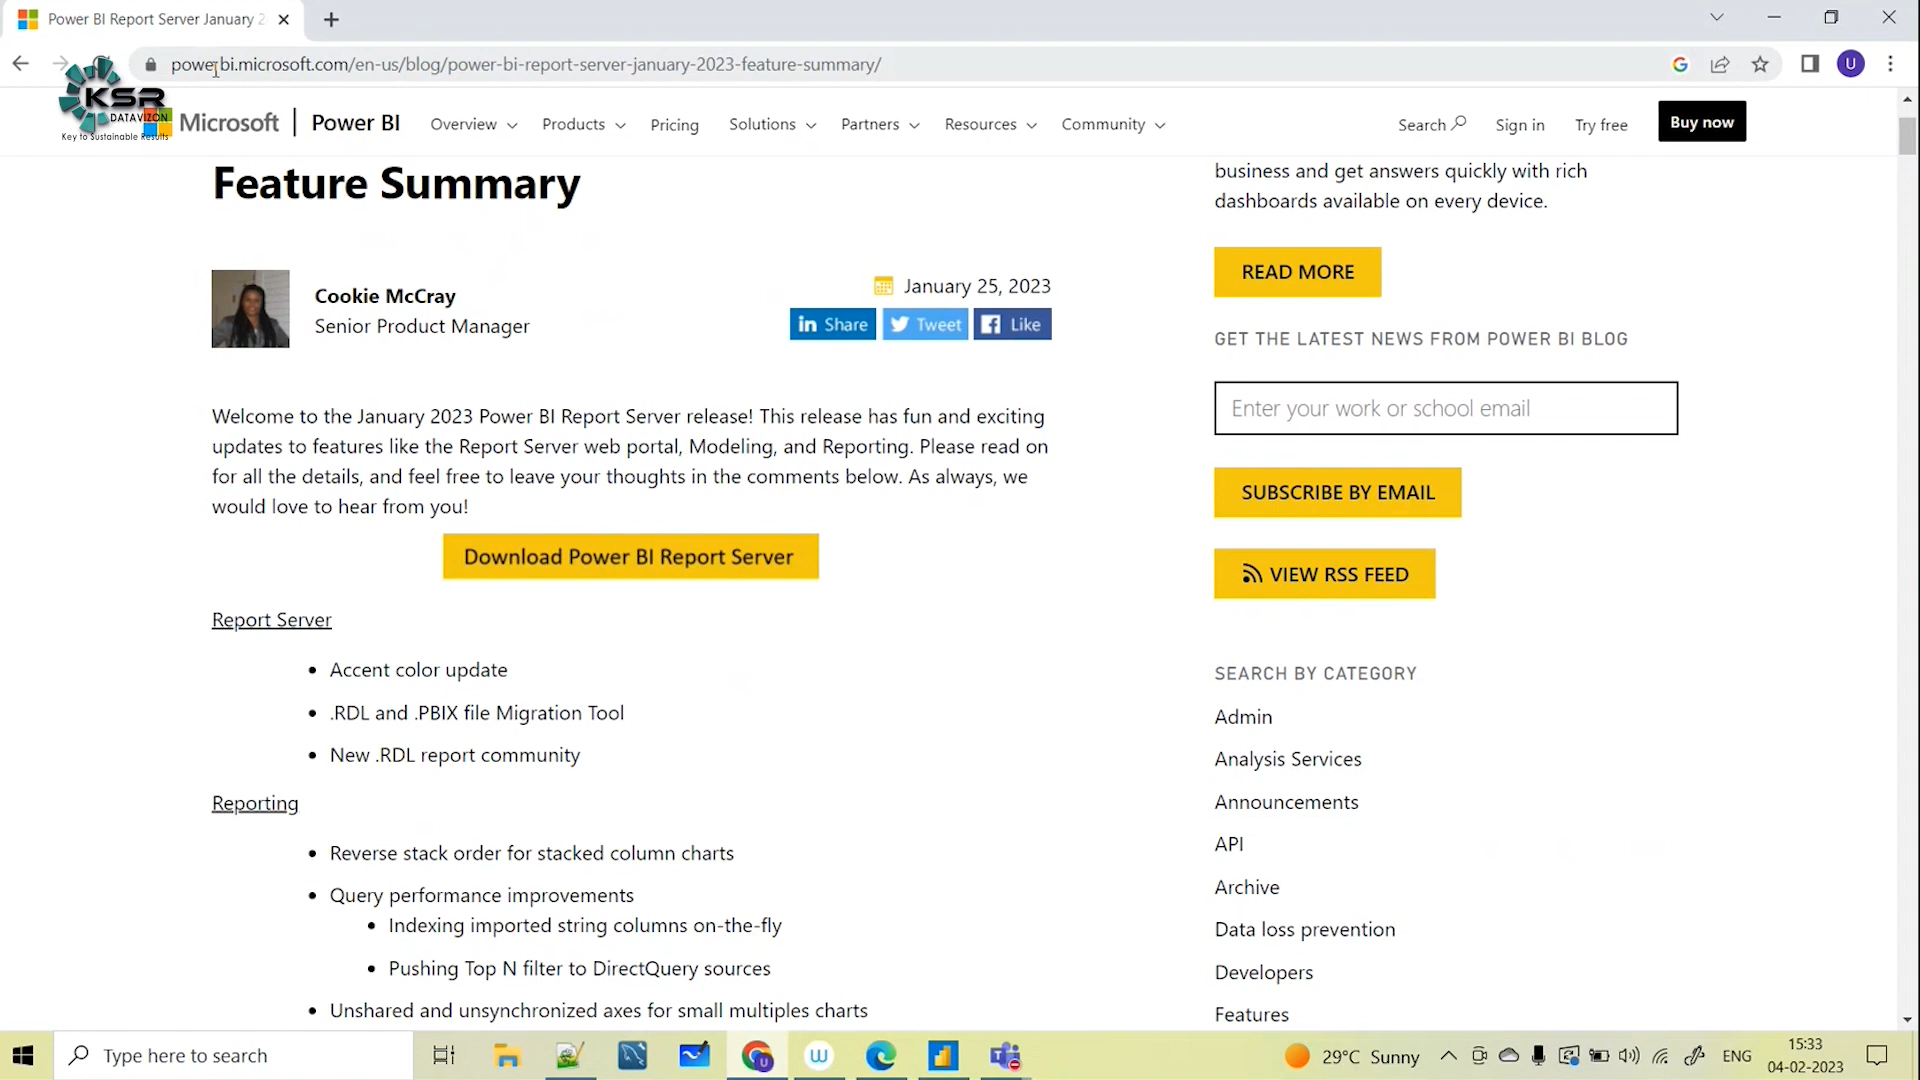 Power BI Report Server January 2
powerbi.microsoft.com/en-us/blog/power-bi-report-server-january-2023-feature-summary/
U
KSR
DATAVIZON
Key to Sustainable Results
Microsoft
Power BI
Overview
Products
Pricing
Solutions
Partners
Resources
Community
Search
Sign in
Try free
Buy now
Feature Summary
Cookie McCray
Senior Product Manager
January 25, 2023
in Share
Tweet
Like
Welcome to the January 2023 Power BI Report Server release! This release has fun and exciting
updates to features like the Report Server web portal, Modeling, and Reporting. Please read on
for all the details, and feel free to leave your thoughts in the comments below. As always, we
would love to hear from you!
Download Power BI Report Server
Report Server
• Accent color update
• .RDL and .PBIX file Migration Tool
• New .RDL report community
Reporting
• Reverse stack order for stacked column charts
• Query performance improvements
• Indexing imported string columns on-the-fly
• Pushing Top N filter to DirectQuery sources
• Unshared and unsynchronized axes for small multiples charts
business and get answers quickly with rich
dashboards available on every device.
READ MORE
GET THE LATEST NEWS FROM POWER BI BLOG
Enter your work or school email
SUBSCRIBE BY EMAIL
VIEW RSS FEED
SEARCH BY CATEGORY
Admin
Analysis Services
Announcements
API
Archive
Data loss prevention
Developers
Features
Type here to search
29°C Sunny
ENG
15:33
04-02-2023